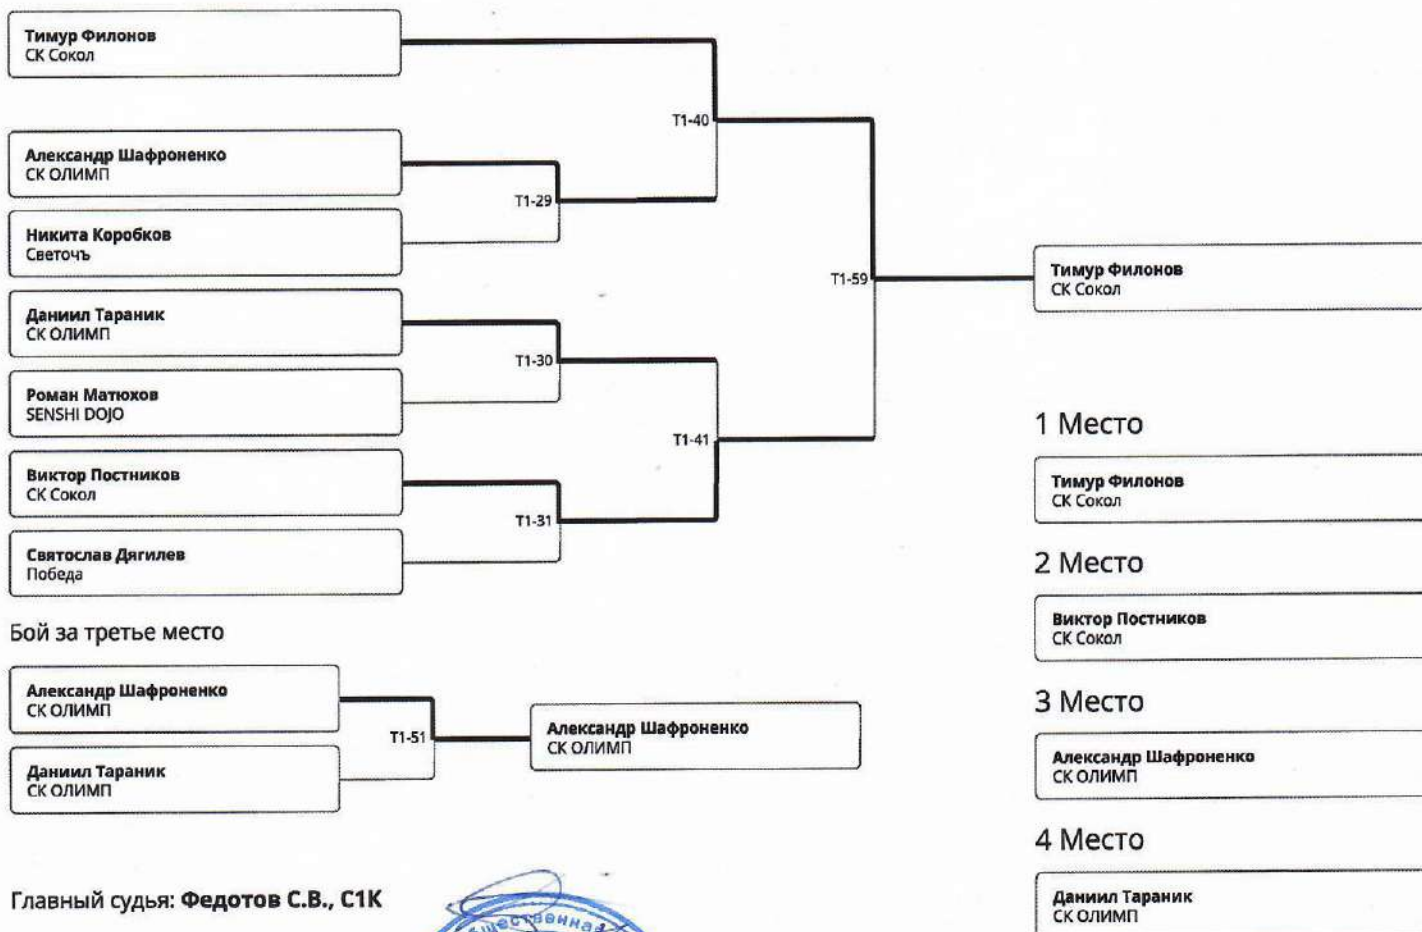 Тимур Филонов
СК Сокол
Александр Шафроненко
СК ОЛИМП
Никита Коробков
Светочъ
Даниил Тараник
СК ОЛИМП
Роман Матюхов
SENSHI DOJO
Виктор Постников
СК Сокол
Святослав Дягилев
Победа
T1-29
T1-30
T1-31
T1-40
T1-41
T1-59
Тимур Филонов
СК Сокол
Бой за третье место
Александр Шафроненко
СК ОЛИМП
Даниил Тараник
СК ОЛИМП
T1-51
Александр Шафроненко
СК ОЛИМП
1 Место
Тимур Филонов
СК Сокол
2 Место
Виктор Постников
СК Сокол
3 Место
Александр Шафроненко
СК ОЛИМП
4 Место
Даниил Тараник
СК ОЛИМП
Главный судья: Федотов С.В., С1К